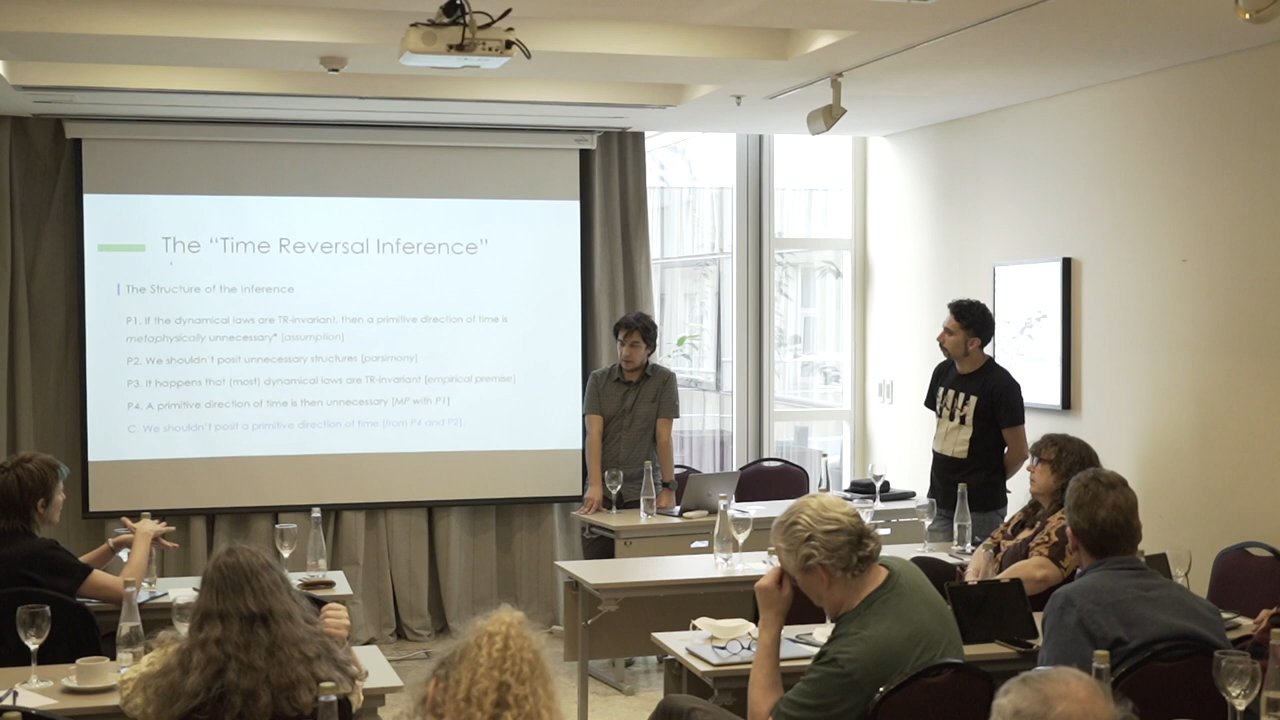 The "Time Reversal Inference"
The Structure of the Inference
P1. If the dynamical laws are TR-invariant, then a primitive direction of time is
metaphysically unnecessary* [assumption]
P2. We shouldn't posit unnecessary structures [parsimony]
P3. It happens that (most) dynamical laws are TR-invariant [empirical premise]
P4. A primitive direction of time is then unnecessary [MP with P1]
C: We shouldn't posit a primitive direction of time (from P4 and P2).